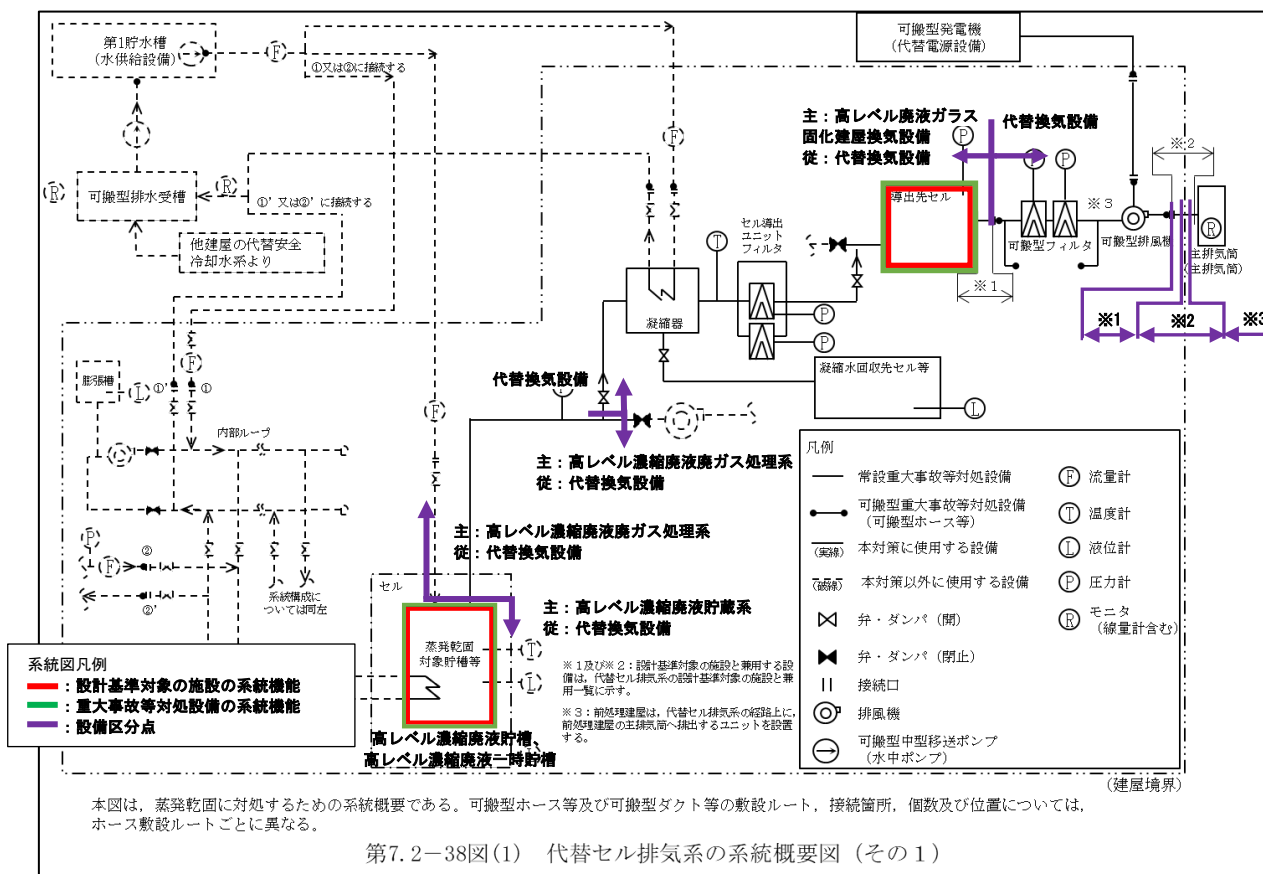 第1貯水槽
(水供給設備)
F
①又は②に接続する
可搬型発電機
(代替電源設備)
主:高レベル廃液ガラス
固化建屋換気設備
従:代替換気設備
代替換気設備
P
P
P
※2
F
R
R
可搬型排水受槽
①'又は②'に接続する
他建屋の代替安全
冷却水系より
導出先セル
※3
可搬型フィルタ
可搬型排風機
R
主排気筒
(主排気筒)
※1
※1
※2
※3
T
セル導出
ユニット
フィルタ
凝縮器
P
P
凝縮水回収先セル等
L
F
膨張槽
L
①'
①
F
代替換気設備
内部ループ
主:高レベル濃縮廃液廃ガス処理系
従:代替換気設備
主:高レベル濃縮廃液廃ガス処理系
従:代替換気設備
P
F
②
②'
系統構成に
ついては同左
セル
蒸発乾固
対象貯槽等
T
L
主:高レベル濃縮廃液貯蔵系
従:代替換気設備
※1及び※2:設計基準対象の施設と兼用する設
備は、代替セル排気系の設計基準対象の施設と兼
用一覧に示す。
※3:前処理建屋は、代替セル排気系の経路上に、
前処理建屋の主排気筒へ排出するユニットを設置
する。
高レベル濃縮廃液貯槽、
高レベル濃縮廃液一時貯槽
系統図凡例
:設計基準対象の施設の系統機能
:重大事故等対処設備の系統機能
:設備区分点
凡例
常設重大事故等対処設備
可搬型重大事故等対処設備
(可搬型ホース等)
(実線) 本対策に使用する設備
(破線) 本対策以外に使用する設備
弁・ダンパ(開)
弁・ダンパ(閉止)
接続口
排風機
可搬型中型移送ポンプ
(水中ポンプ)
F 流量計
T 温度計
L 液位計
P 圧力計
R モニタ
(線量計含む)
(建屋境界)
本図は,蒸発乾固に対処するための系統概要である。可搬型ホース等及び可搬型ダクト等の敷設ルート,接続箇所,個数及び位置については,
ホース敷設ルートごとに異なる。
第7.2-38図(1) 代替セル排気系の系統概要図(その1)